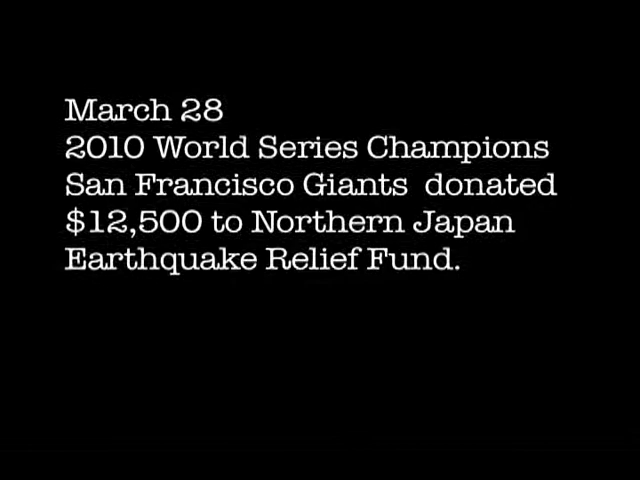 March 28
2010 World Series Champions
San Francisco Giants  donated
$12,500 to Northern Japan
Earthquake Relief Fund.